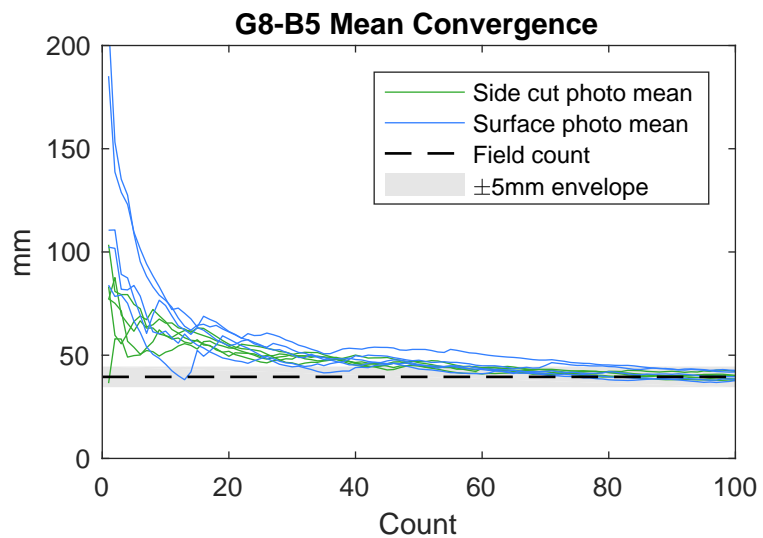 G8-B5 Mean Convergence
200
150
100
50
0
mm
Side cut photo mean
Surface photo mean
Field count
±5mm envelope
0 20 40 60 80 100
Count